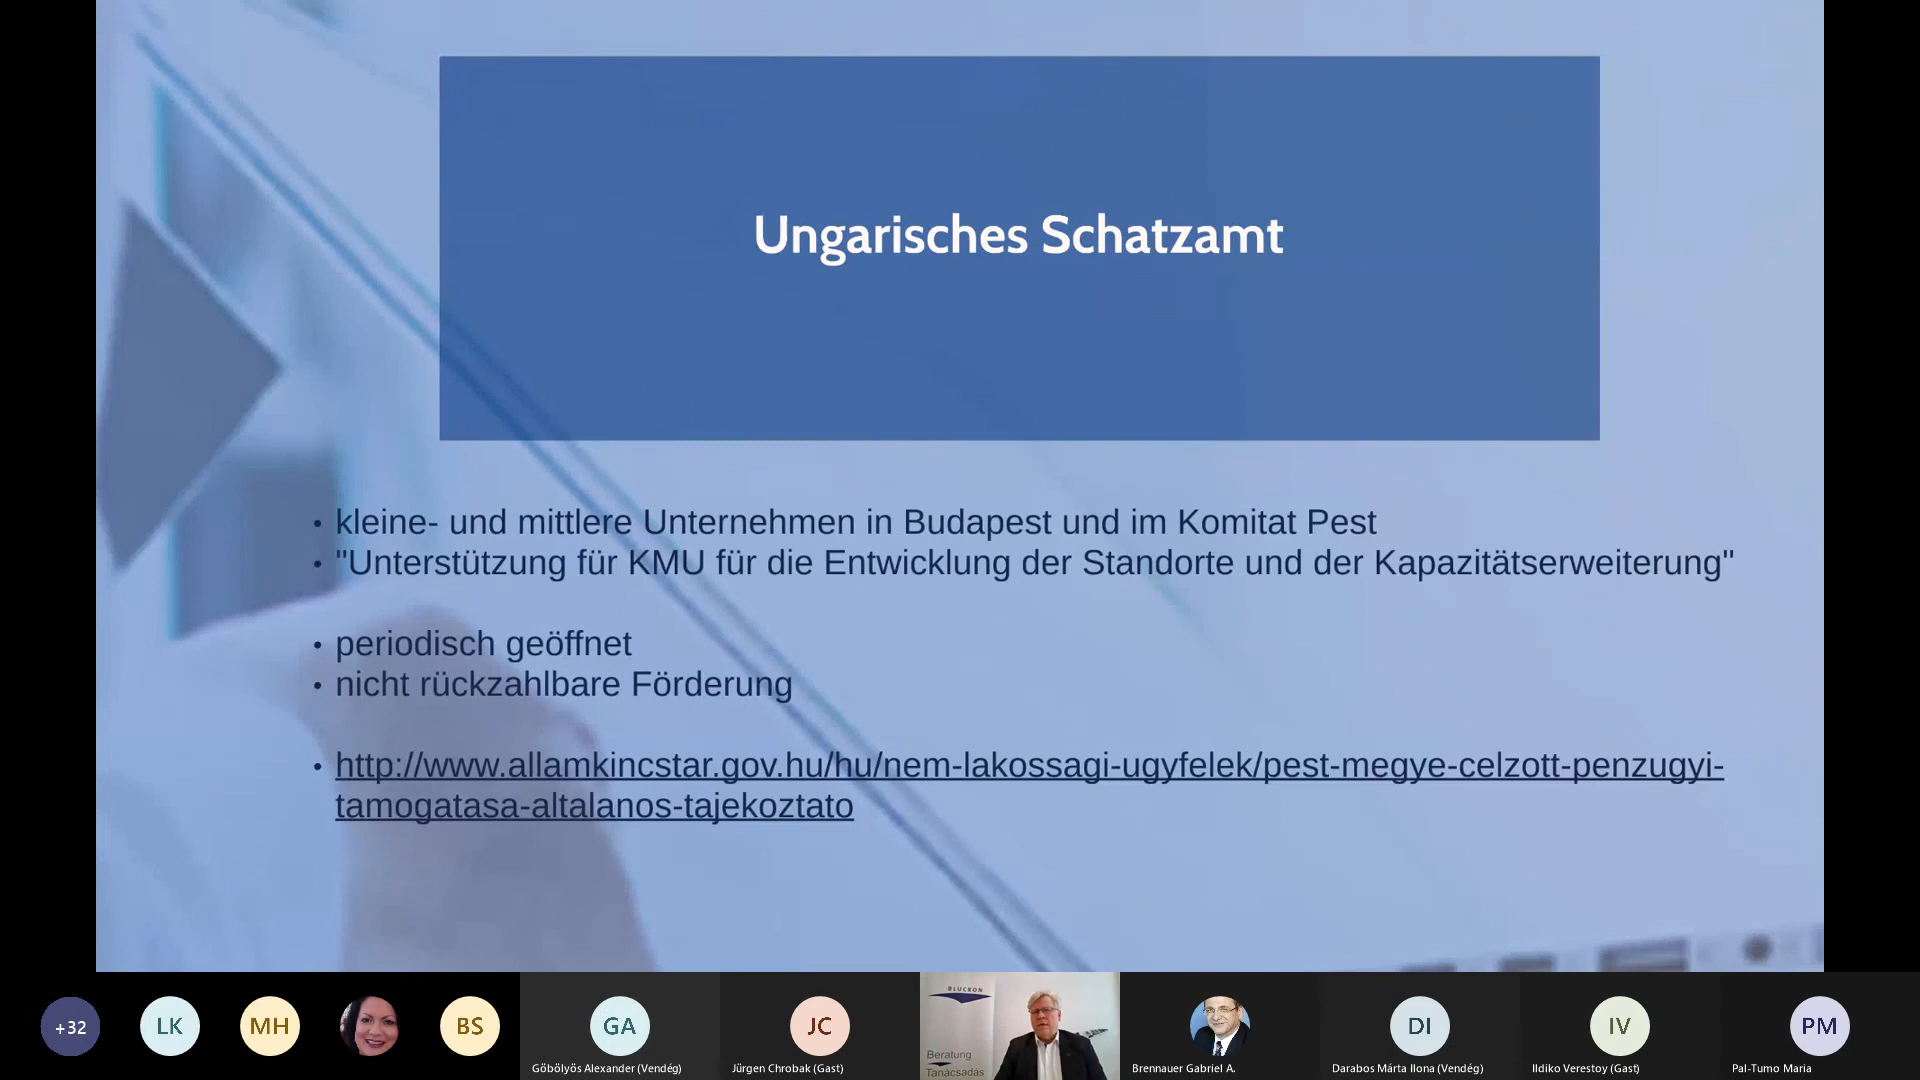 Ungarisches Schatzamt
• kleine- und mittlere Unternehmen in Budapest und im Komitat Pest
• "Unterstützung für KMU für die Entwicklung der Standorte und der Kapazitätserweiterung"
• periodisch geöffnet
• nicht rückzahlbare Förderung
• http://www.allamkincstar.gov.hu/hu/nem-lakossagi-ugyfelek/pest-megye-celzott-penzugyi-
tamogatasa-altalanos-tajekoztato
+32
LK
MH
BS
GA
Göbölyös Alexander (Vendég)
JC
Jürgen Chrobak (Gast)
BLUCRON
Beratung
Tanácsadás
Brennauer Gabriel A.
DI
Darabos Márta Ilona (Vendég)
IV
Ildiko Verestoy (Gast)
PM
Pal-Tumo Maria